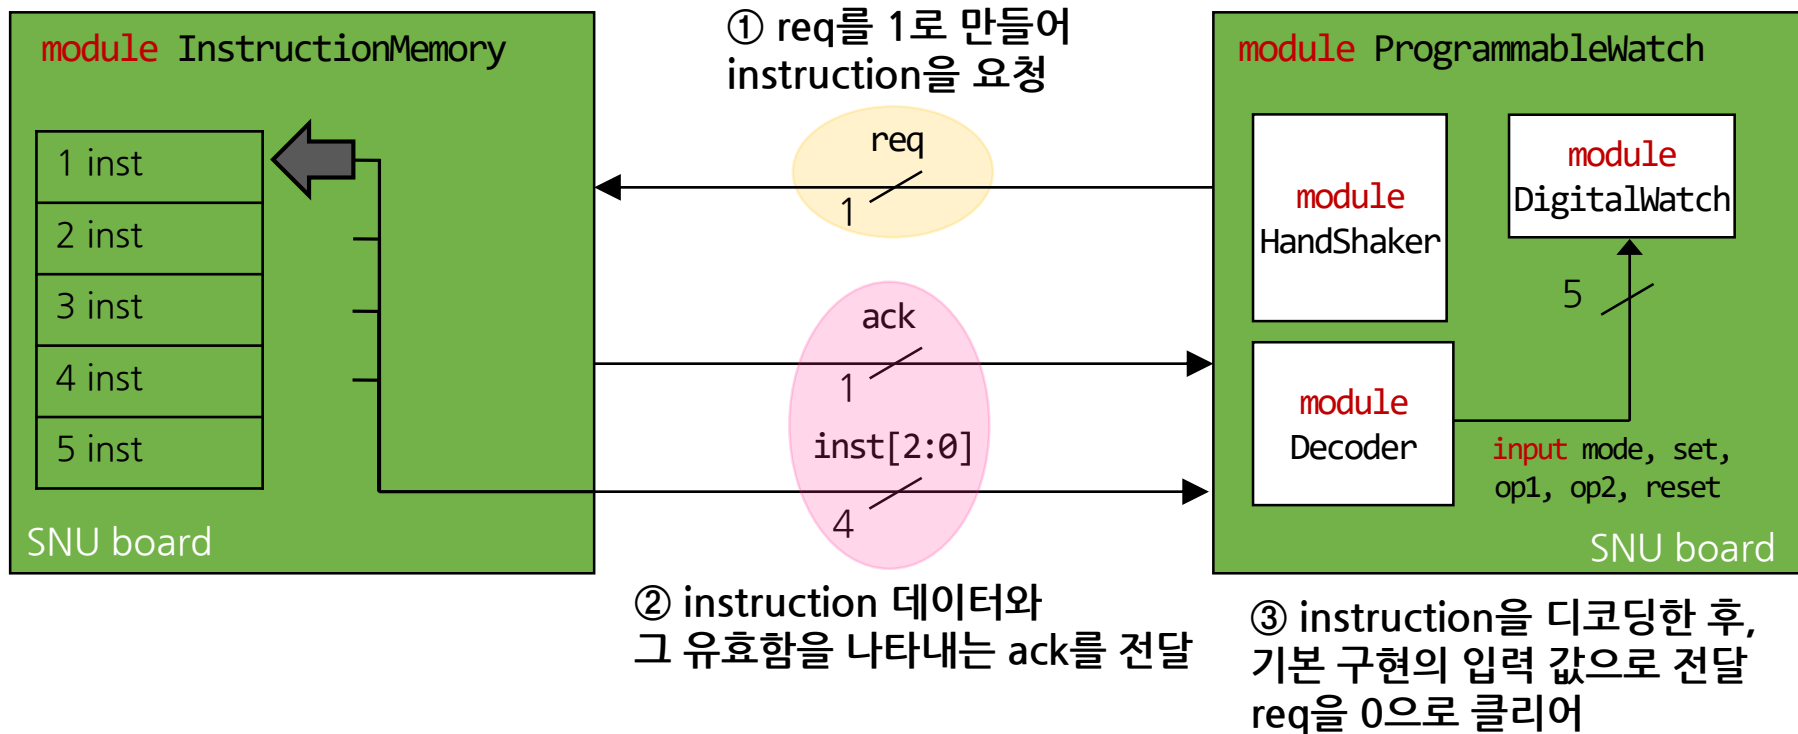 module InstructionMemory
1 inst
2 inst
3 inst
4 inst
5 inst
SNU board
① req를 1로 만들어
instruction을 요청
req
1
ack
1
inst[2:0]
4
② instruction 데이터와
그 유효함을 나타내는 ack를 전달
module ProgrammableWatch
module
HandShaker
module
DigitalWatch
5
module
Decoder
input mode, set,
op1, op2, reset
SNU board
③ instruction을 디코딩한 후,
기본 구현의 입력 값으로 전달
req을 0으로 클리어